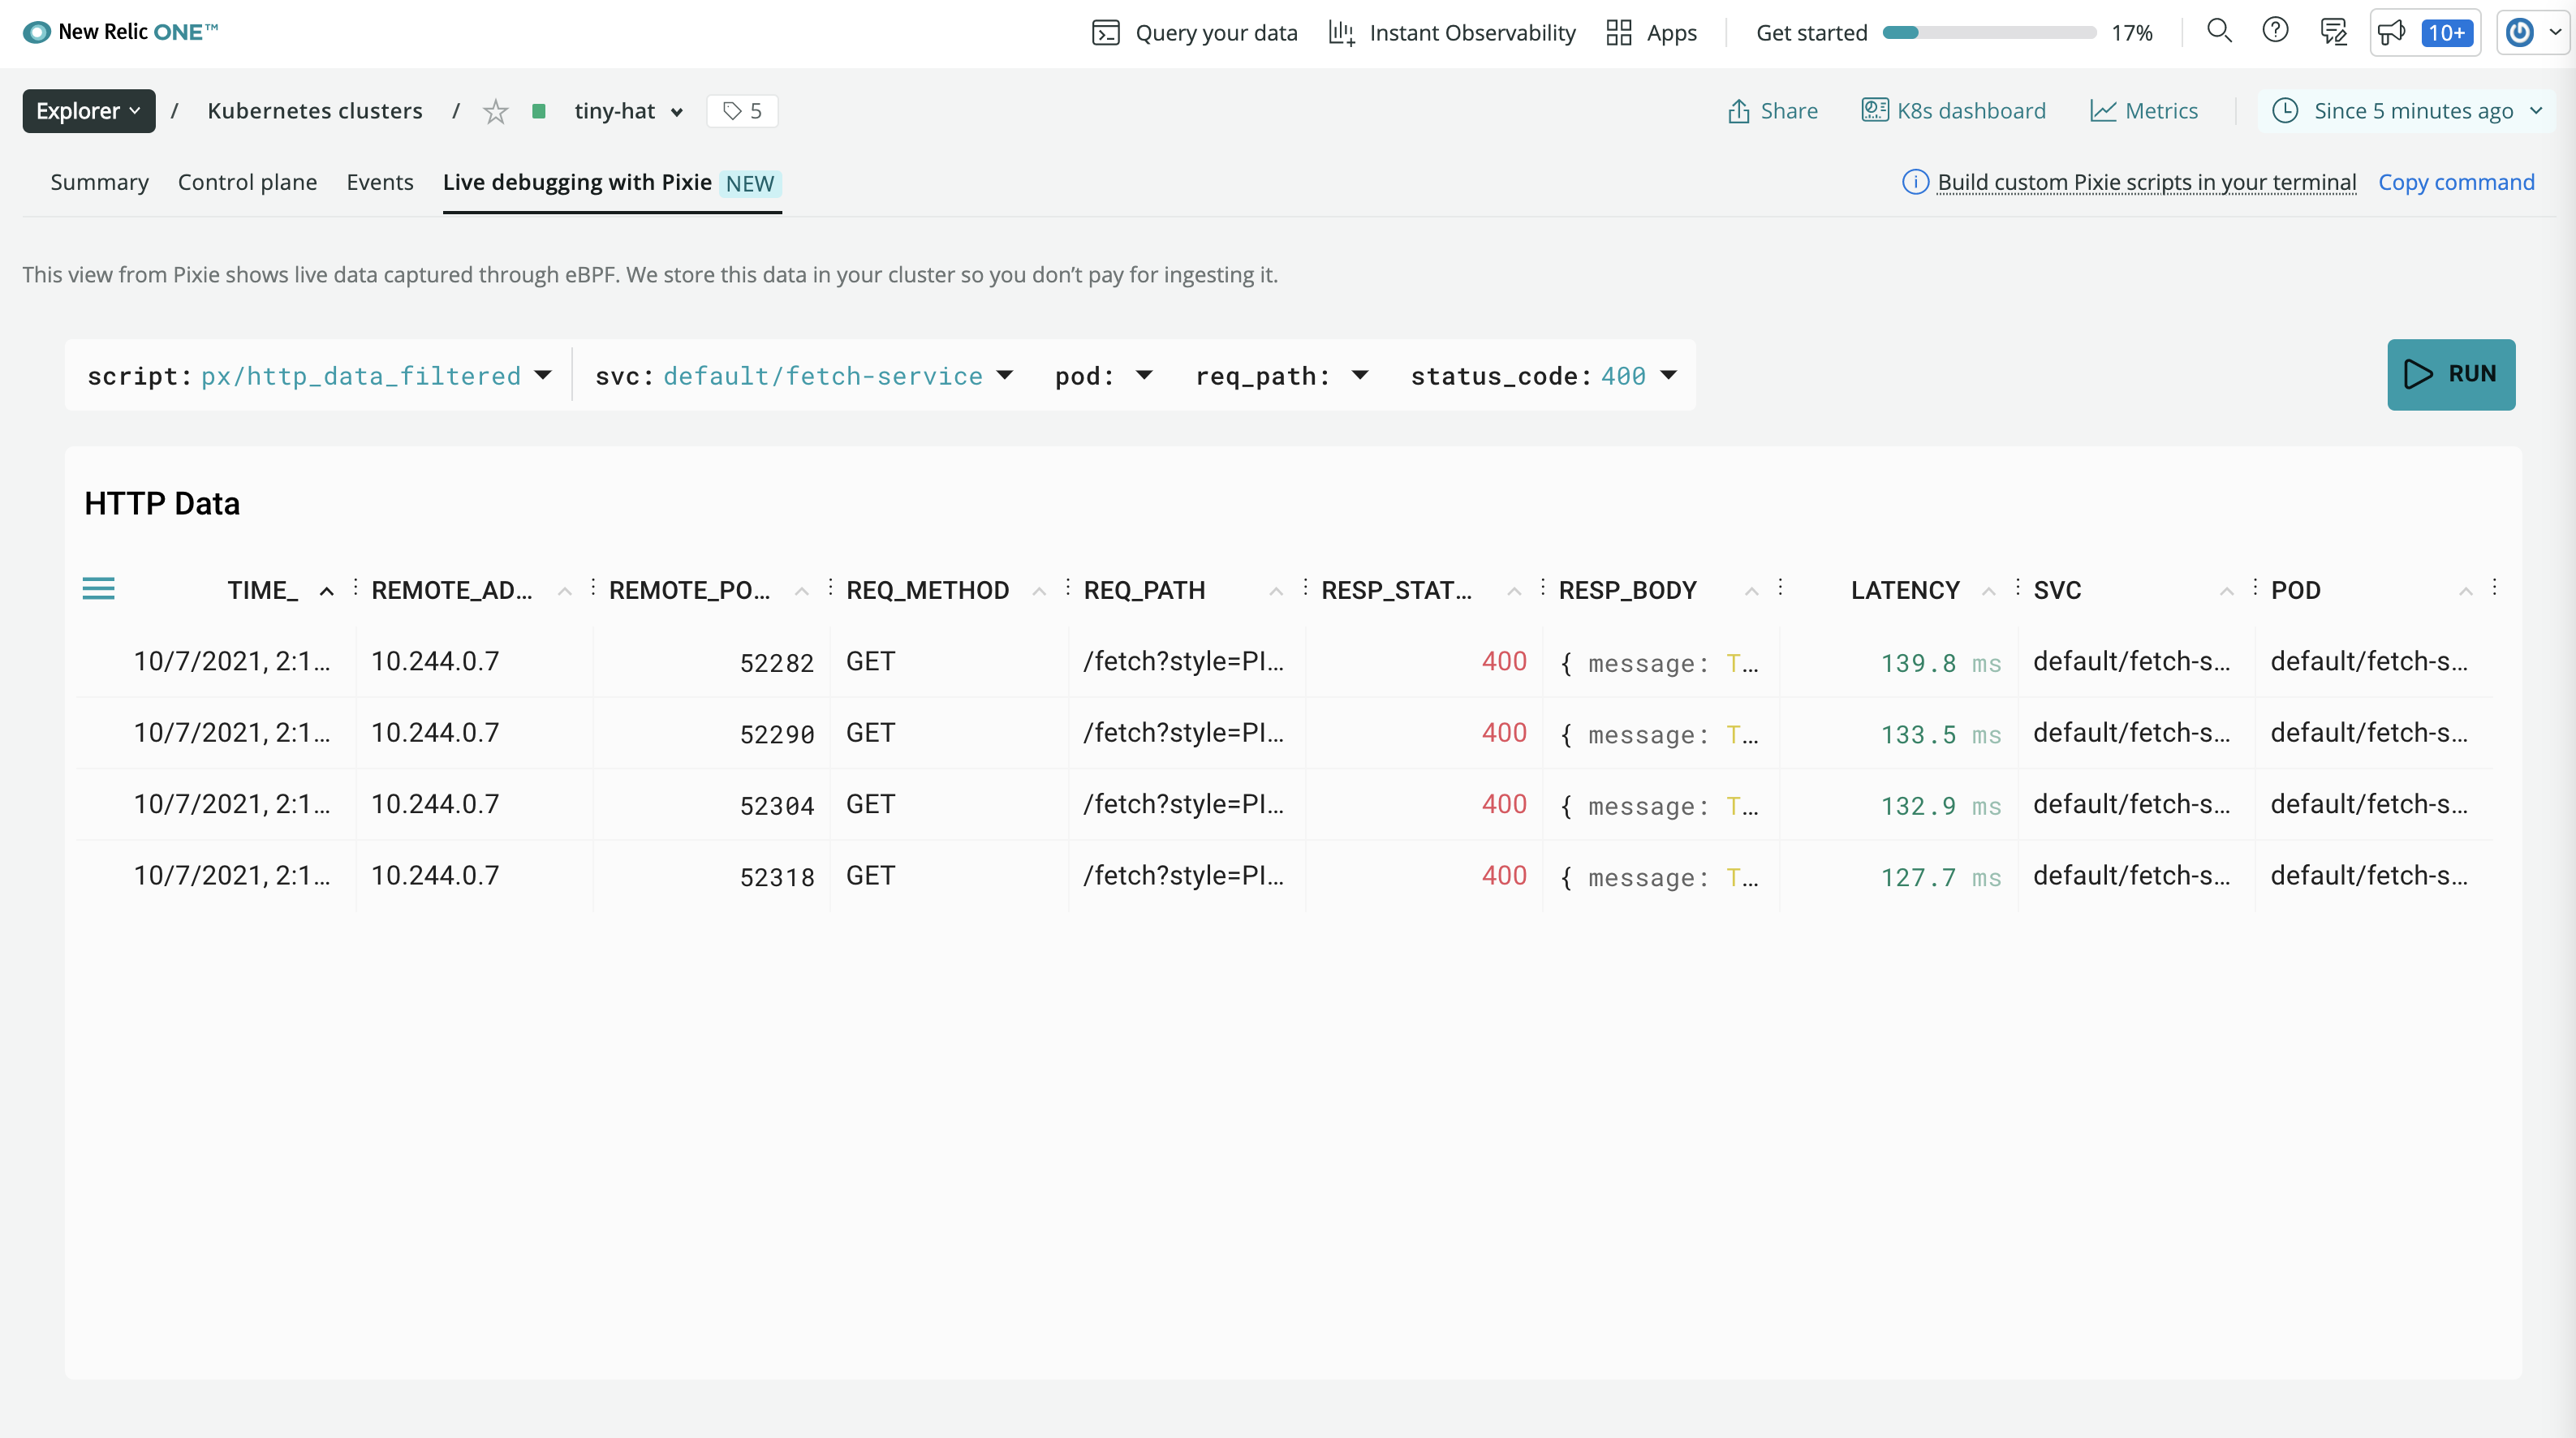 New Relic ONE™ Query your data Instant Observability Apps Get started 17% 10+
Explorer / Kubernetes clusters / tiny-hat 5 Share K8s dashboard Metrics Since 5 minutes ago
Summary Control plane Events Live debugging with Pixie NEW Build custom Pixie scripts in your terminal Copy command
This view from Pixie shows live data captured through eBPF. We store this data in your cluster so you don’t pay for ingesting it.
script: px/http_data_filtered svc: default/fetch-service pod: req_path: status_code: 400 RUN
HTTP Data
TIME_ REMOTE_AD... REMOTE_PO... REQ_METHOD REQ_PATH RESP_STAT... RESP_BODY LATENCY SVC POD
10/7/2021, 2:1... 10.244.0.7 52282 GET /fetch?style=PI... 400 { message: T... 139.8 ms default/fetch-s... default/fetch-s...
10/7/2021, 2:1... 10.244.0.7 52290 GET /fetch?style=PI... 400 { message: T... 133.5 ms default/fetch-s... default/fetch-s...
10/7/2021, 2:1... 10.244.0.7 52304 GET /fetch?style=PI... 400 { message: T... 132.9 ms default/fetch-s... default/fetch-s...
10/7/2021, 2:1... 10.244.0.7 52318 GET /fetch?style=PI... 400 { message: T... 127.7 ms default/fetch-s... default/fetch-s...